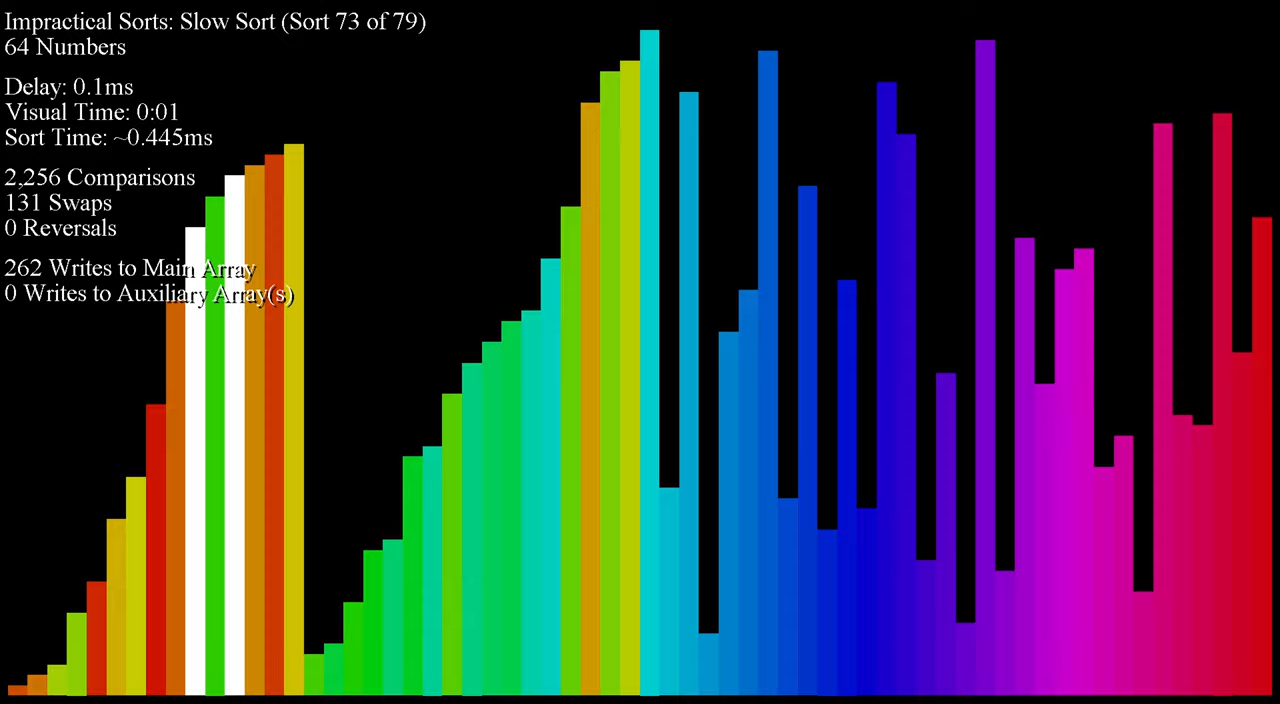 Impractical Sorts: Slow Sort (Sort 73 of 79)
64 Numbers
Delay: 0.1ms
Visual Time: 0:01
Sort Time: ~0.445ms
2,256 Comparisons
131 Swaps
0 Reversals
262 Writes to Main Array
0 Writes to Auxiliary Array(s)